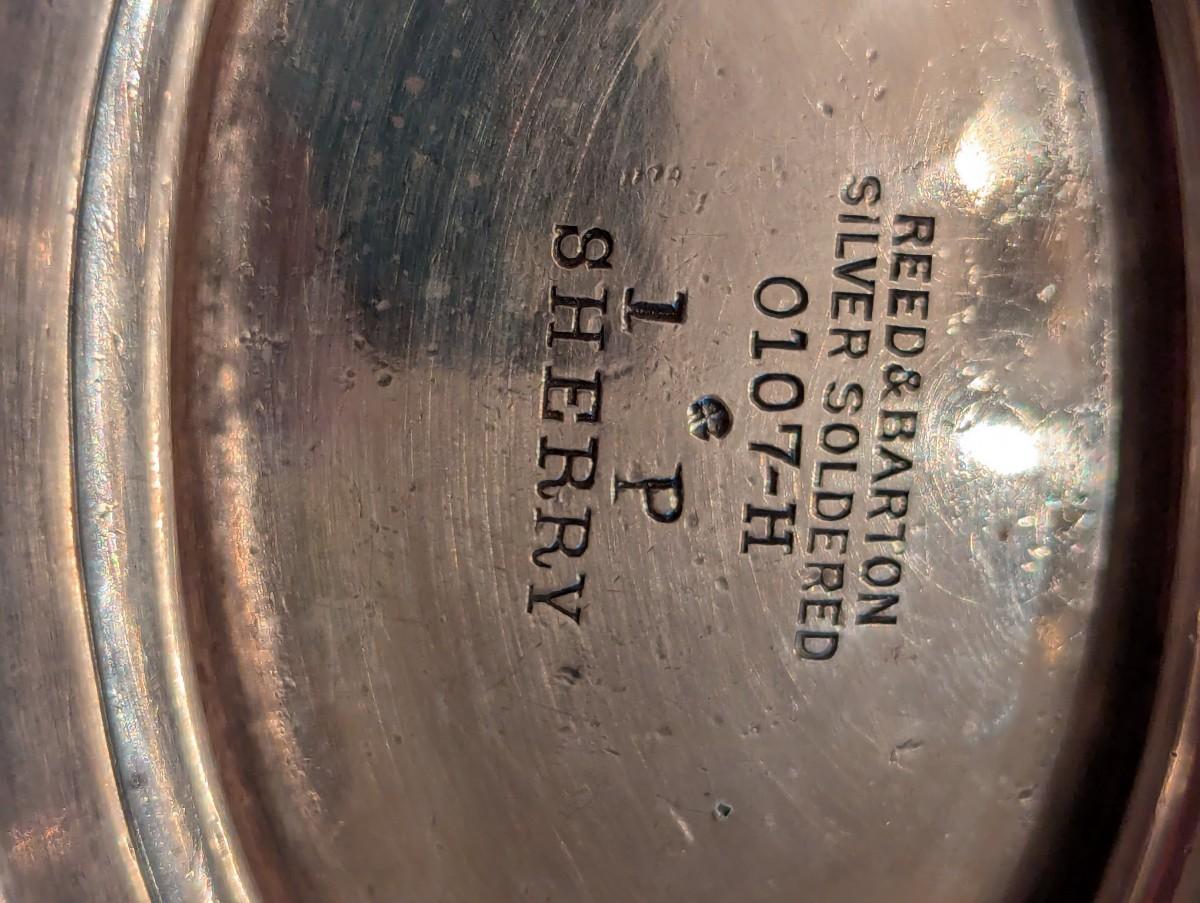 REED & BARTON
SILVER SOLDERED
0107-H
1 P
SHERRY